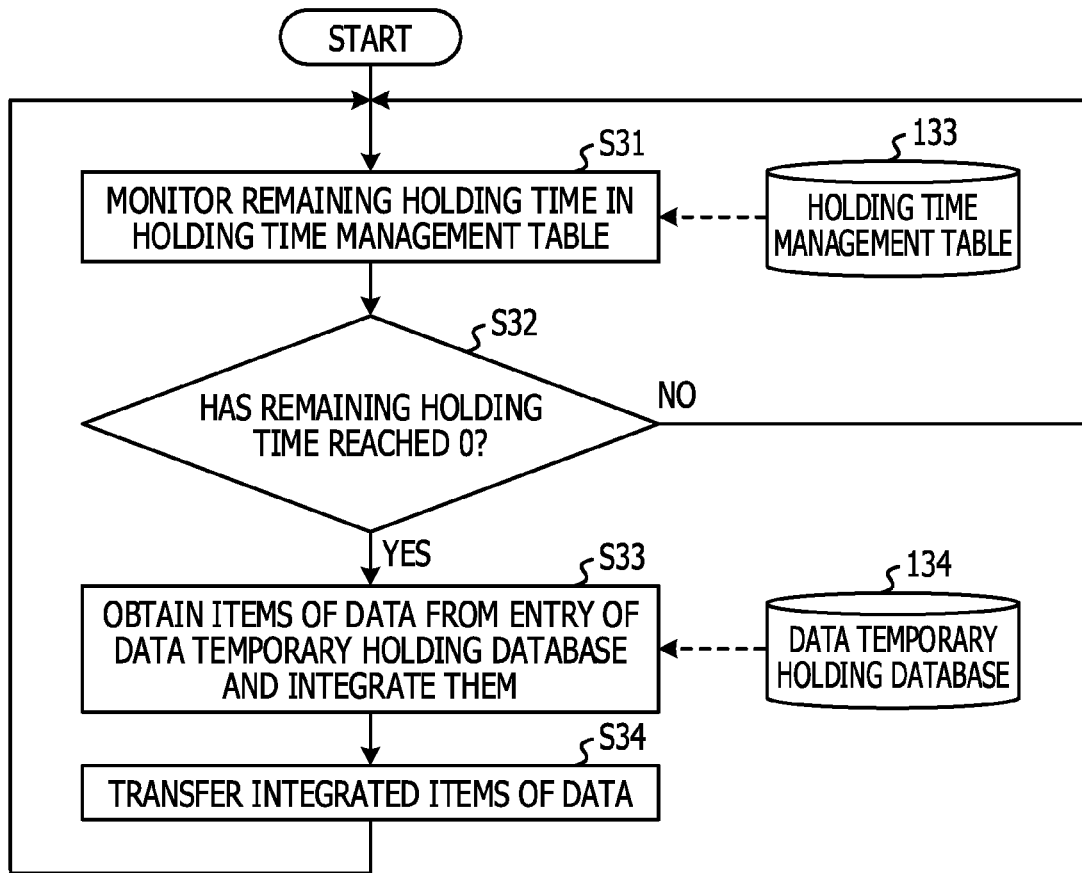 START
S31
MONITOR REMAINING HOLDING TIME IN
HOLDING TIME MANAGEMENT TABLE
133
HOLDING TIME
MANAGEMENT TABLE
S32
HAS REMAINING HOLDING
TIME REACHED 0?
NO
YES
S33
OBTAIN ITEMS OF DATA FROM ENTRY OF
DATA TEMPORARY HOLDING DATABASE
AND INTEGRATE THEM
134
DATA TEMPORARY
HOLDING DATABASE
S34
TRANSFER INTEGRATED ITEMS OF DATA